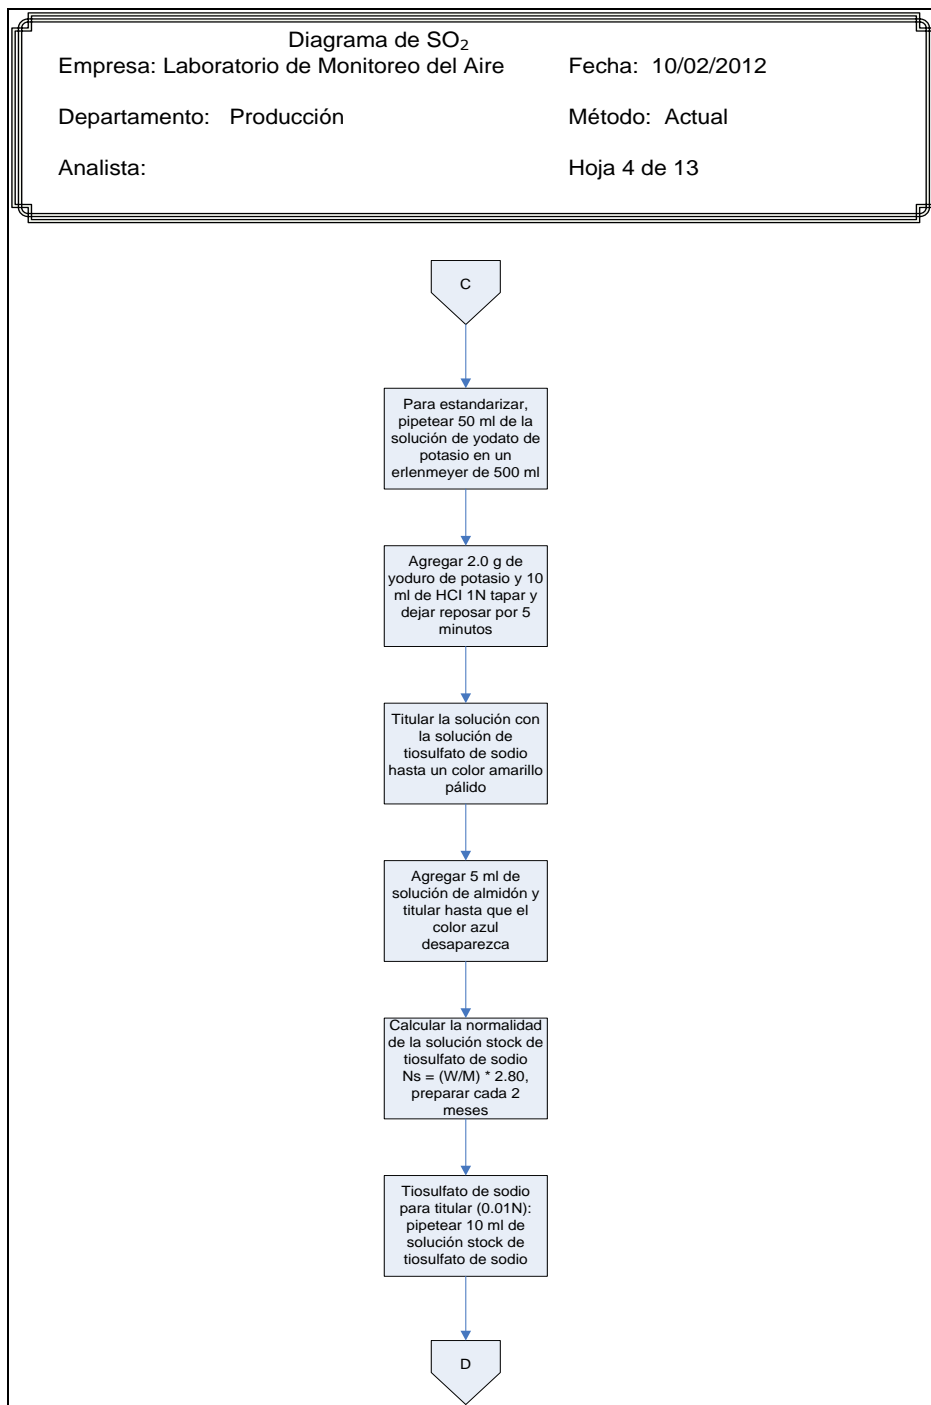 Diagrama de SO₂
Empresa: Laboratorio de Monitoreo del Aire Fecha: 10/02/2012
Departamento: Producción Método: Actual
Analista: Hoja 4 de 13
C
Para estandarizar,
pipetear 50 ml de la
solución de yodato de
potasio en un
erlenmeyer de 500 ml
Agregar 2.0 g de
yoduro de potasio y 10
ml de HCl 1N tapar y
dejar reposar por 5
minutos
Titular la solución con
la solución de
tiosulfato de sodio
hasta un color amarillo
pálido
Agregar 5 ml de
solución de almidón y
titular hasta que el
color azul
desaparezca
Calcular la normalidad
de la solución stock de
tiosulfato de sodio
Ns = (W/M) * 2.80,
preparar cada 2
meses
Tiosulfato de sodio
para titular (0.01N):
pipetear 10 ml de
solución stock de
tiosulfato de sodio
D